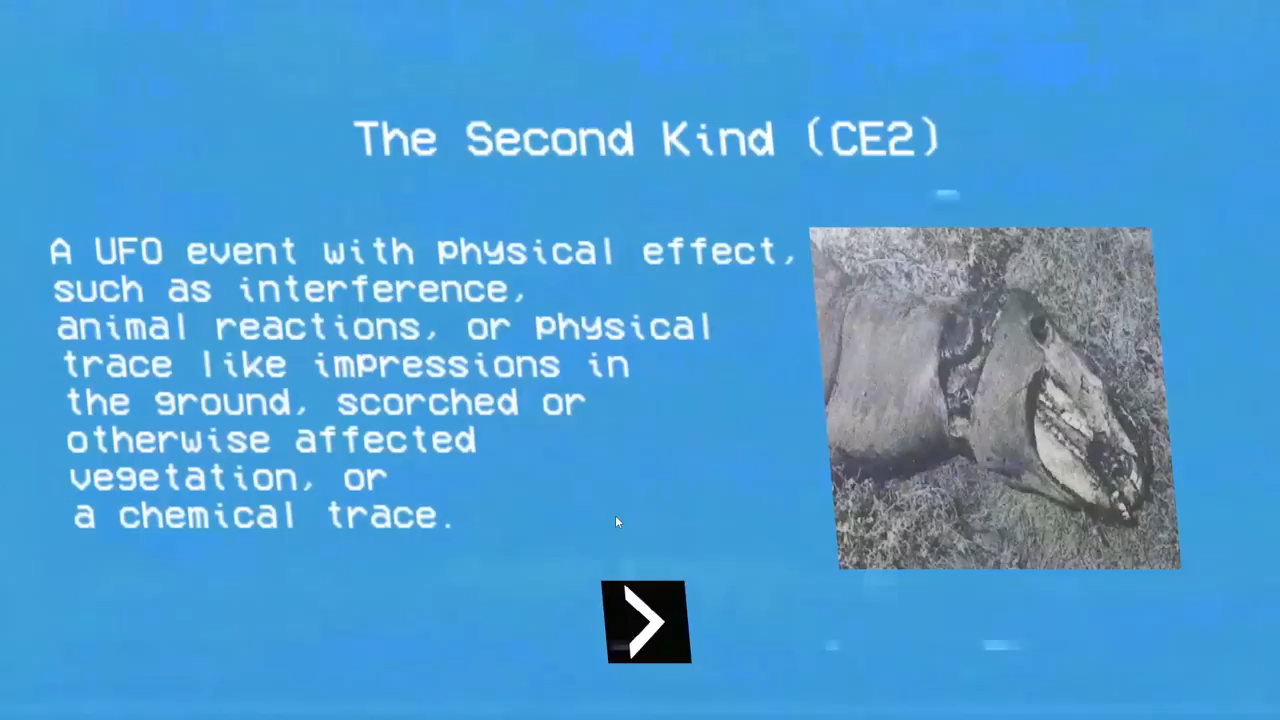 The Second Kind (CE2)
A UFO event with physical effect,
such as interference,
animal reactions, or physical
trace like impressions in
the ground, scorched or
otherwise affected
vegetation, or
a chemical trace.